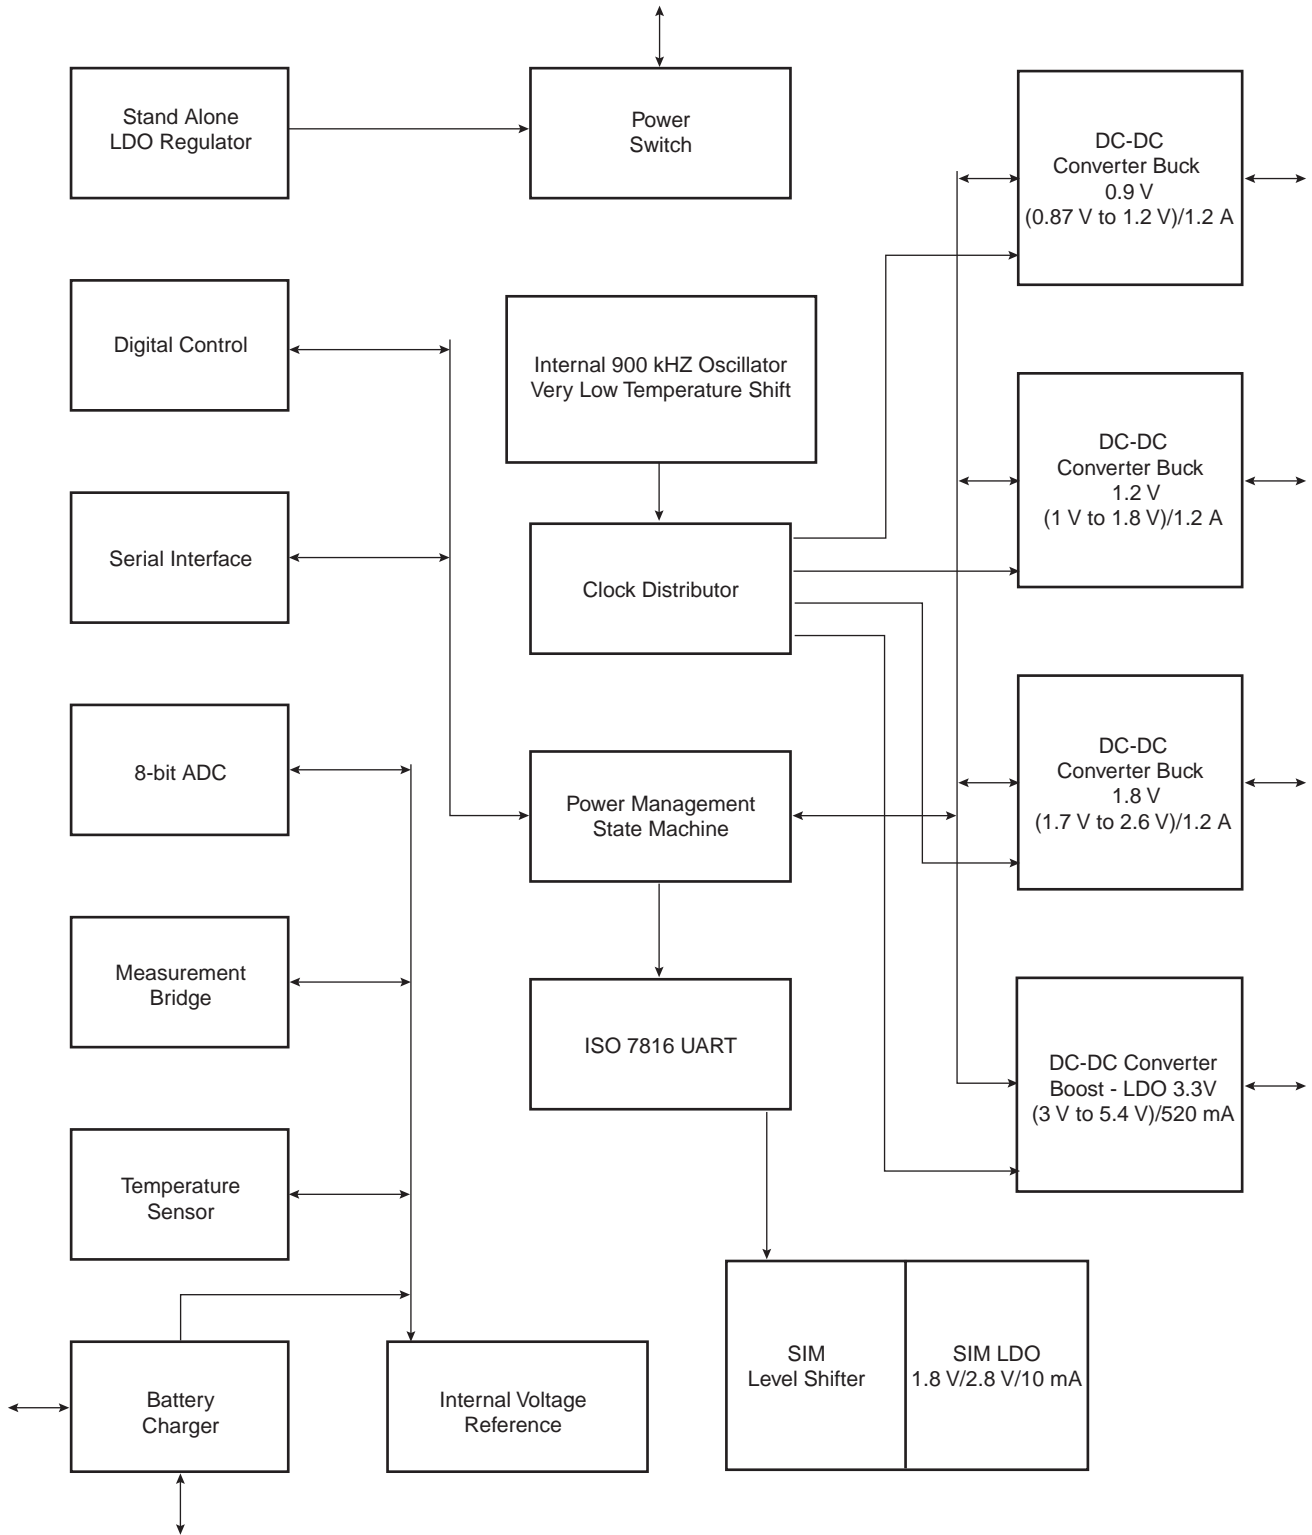 Stand Alone
LDO Regulator
Power
Switch
DC-DC
Converter Buck
0.9 V
(0.87 V to 1.2 V)/1.2 A
Digital Control
Internal 900 kHZ Oscillator
Very Low Temperature Shift
DC-DC
Converter Buck
1.2 V
(1 V to 1.8 V)/1.2 A
Serial Interface
Clock Distributor
8-bit ADC
Power Management
State Machine
DC-DC
Converter Buck
1.8 V
(1.7 V to 2.6 V)/1.2 A
Measurement
Bridge
ISO 7816 UART
DC-DC Converter
Boost - LDO 3.3V
(3 V to 5.4 V)/520 mA
Temperature
Sensor
SIM
Level Shifter
SIM LDO
1.8 V/2.8 V/10 mA
Battery
Charger
Internal Voltage
Reference